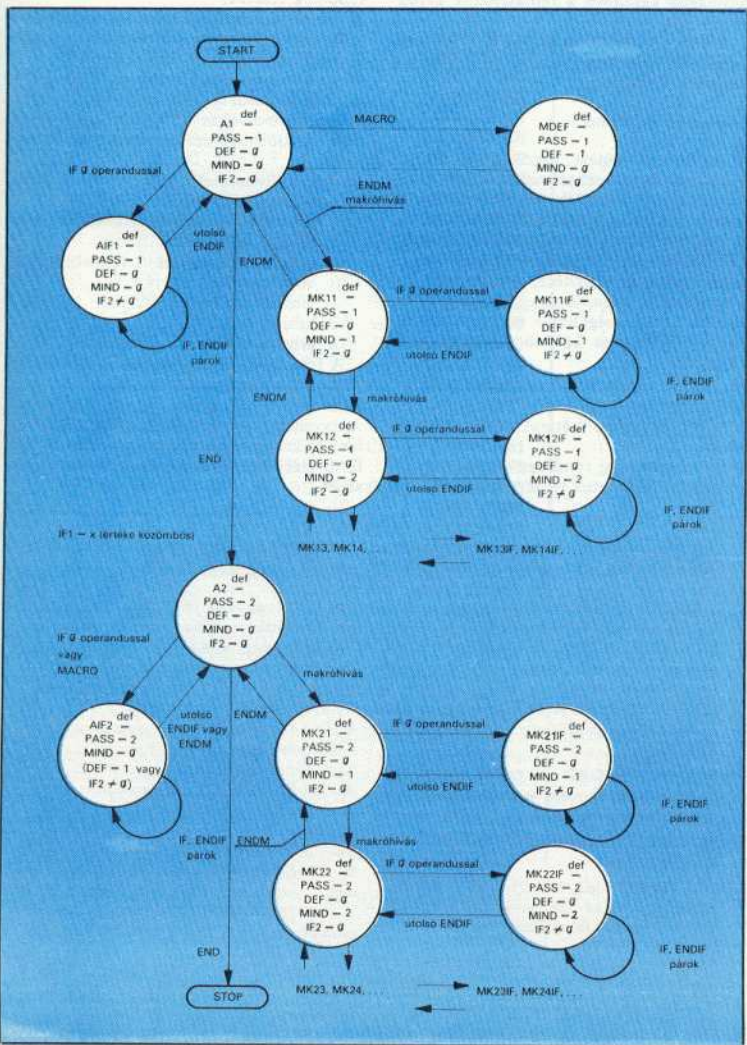 START
def
A1 —
PASS – 1
DEF – 0
MIND – 0
IF2 – 0
MACRO
def
MDEF —
PASS – 1
DEF – 1
MIND – 0
IF2 – 0
ENDM
IF 0 operandussal
makróhívás
def
AIF1 —
PASS – 1
DEF – 0
MIND – 0
IF2 ≠ 0
utolsó
ENDIF
ENDM
IF, ENDIF
párok
def
MK11 —
PASS – 1
DEF – 0
MIND – 1
IF2 – 0
IF 0 operandussal
utolsó ENDIF
def
MK11IF —
PASS – 1
DEF – 0
MIND – 1
IF2 ≠ 0
IF, ENDIF
párok
ENDM
makróhívás
def
MK12 —
PASS – 1
DEF – 0
MIND – 2
IF2 – 0
IF 0 operandussal
utolsó ENDIF
def
MK12IF —
PASS – 1
DEF – 0
MIND – 2
IF2 ≠ 0
IF, ENDIF
párok
END
MK13, MK14, . . .
MK13IF, MK14IF, . . .
IF1 – x (értéke közömbös)
def
A2 —
PASS – 2
DEF – 0
MIND – 0
IF2 – 0
IF 0 operandussal
vagy
MACRO
makróhívás
def
AIF2 —
PASS – 2
MIND – 0
(DEF – 1 vagy
IF2 ≠ 0)
utolsó
ENDIF vagy
ENDM
ENDM
IF, ENDIF
párok
def
MK21 —
PASS – 2
DEF – 0
MIND – 1
IF2 – 0
IF 0 operandussal
utolsó ENDIF
def
MK21IF —
PASS – 2
DEF – 0
MIND – 1
IF2 ≠ 0
IF, ENDIF
párok
ENDM
makróhívás
def
MK22 —
PASS – 2
DEF – 0
MIND – 2
IF2 – 0
IF 0 operandussal
utolsó ENDIF
def
MK22IF —
PASS – 2
DEF – 0
MIND – 2
IF2 ≠ 0
IF, ENDIF
párok
END
MK23, MK24, . . .
MK23IF, MK24IF, . . .
STOP